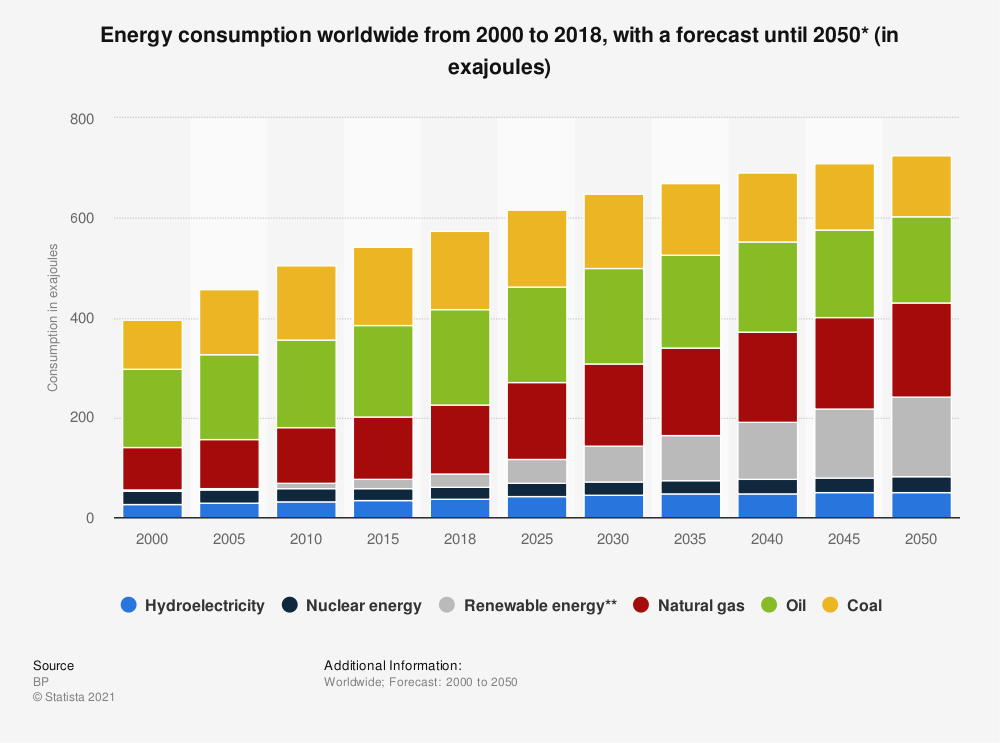 Energy consumption worldwide from 2000 to 2018, with a forecast until 2050* (in
exajoules)
Consumption in exajoules
800
600
400
200
0
2000 2005 2010 2015 2018 2025 2030 2035 2040 2045 2050
Hydroelectricity Nuclear energy Renewable energy** Natural gas Oil Coal
Source
BP
© Statista 2021
Additional Information:
Worldwide; Forecast: 2000 to 2050